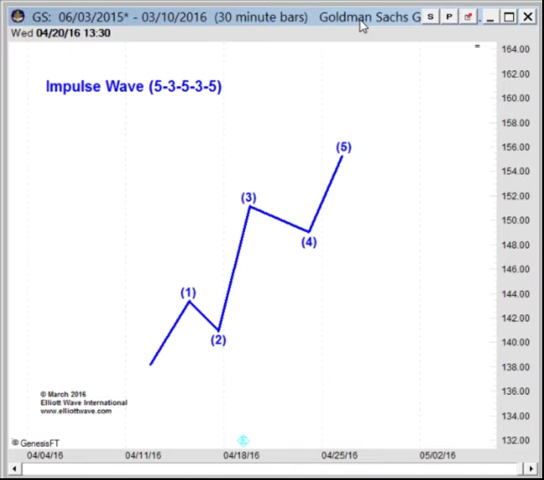 GS: 06/03/2015* - 03/10/2016 (30 minute bars) Goldman Sachs G
S P
Wed 04/20/16 13:30
=
164.00
162.00
Impulse Wave (5-3-5-3-5)
160.00
158.00
(5)
156.00
154.00
(3)
152.00
150.00
(4)
148.00
146.00
(1)
144.00
142.00
(2)
140.00
138.00
136.00
© March 2016
Elliott Wave International
www.elliottwave.com
134.00
132.00
© GenesisFT
04/04/16 04/11/16 04/18/16 04/25/16 05/02/16